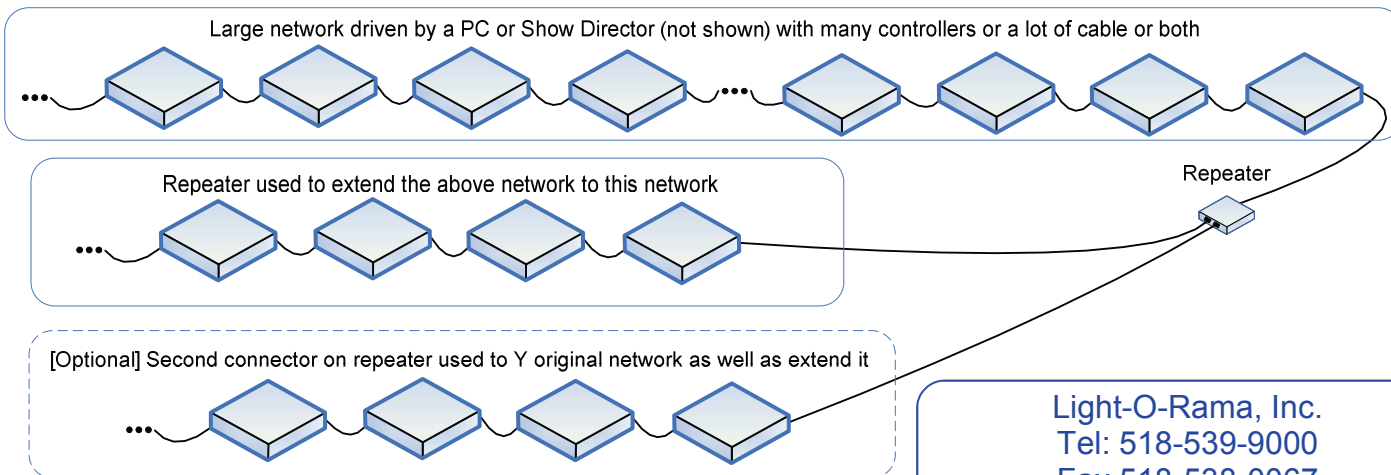 Large network driven by a PC or Show Director (not shown) with many controllers or a lot of cable or both
Repeater
Repeater used to extend the above network to this network
[Optional] Second connector on repeater used to Y original network as well as extend it
Light-O-Rama, Inc.
Tel: 518-539-9000